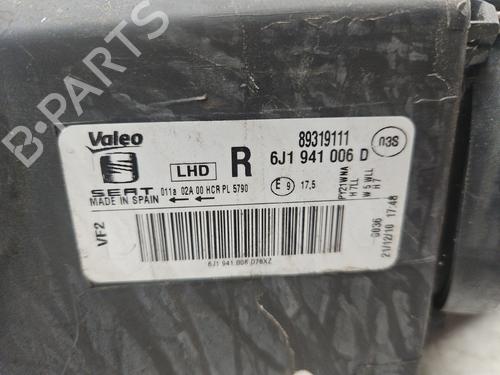 Valeo
89319111
n3S
LHD
R
6J1 941 006 D
SEAT
011a 02A 00 HCR PL 5790
E 9
17,5
MADE IN SPAIN
VF2
PY21WNA
H 7LL
W 5 WLL
H 7
9036
21/12/10 17:48
6J1 941 006 D76XZ
B-PARTS